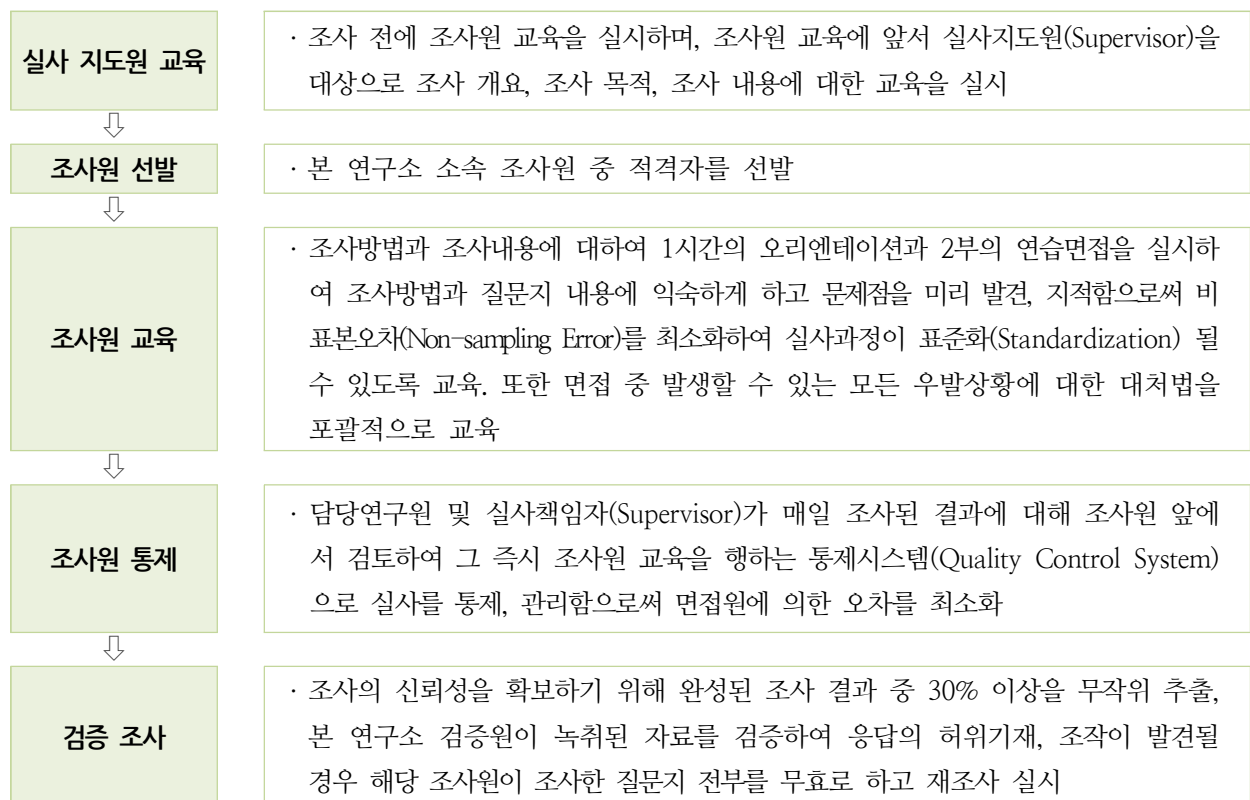 실사 지도원 교육
· 조사 전에 조사원 교육을 실시하며, 조사원 교육에 앞서 실사지도원(Supervisor)을
대상으로 조사 개요, 조사 목적, 조사 내용에 대한 교육을 실시
조사원 선발
· 본 연구소 소속 조사원 중 적격자를 선발
조사원 교육
· 조사방법과 조사내용에 대하여 1시간의 오리엔테이션과 2부의 연습면접을 실시하
여 조사방법과 질문지 내용에 익숙하게 하고 문제점을 미리 발견, 지적함으로써 비
표본오차(Non-sampling Error)를 최소화하여 실사과정이 표준화(Standardization) 될
수 있도록 교육. 또한 면접 중 발생할 수 있는 모든 우발상황에 대한 대처법을
포괄적으로 교육
조사원 통제
· 담당연구원 및 실사책임자(Supervisor)가 매일 조사된 결과에 대해 조사원 앞에
서 검토하여 그 즉시 조사원 교육을 행하는 통제시스템(Quality Control System)
으로 실사를 통제, 관리함으로써 면접원에 의한 오차를 최소화
검증 조사
· 조사의 신뢰성을 확보하기 위해 완성된 조사 결과 중 30% 이상을 무작위 추출,
본 연구소 검증원이 녹취된 자료를 검증하여 응답의 허위기재, 조작이 발견될
경우 해당 조사원이 조사한 질문지 전부를 무효로 하고 재조사 실시